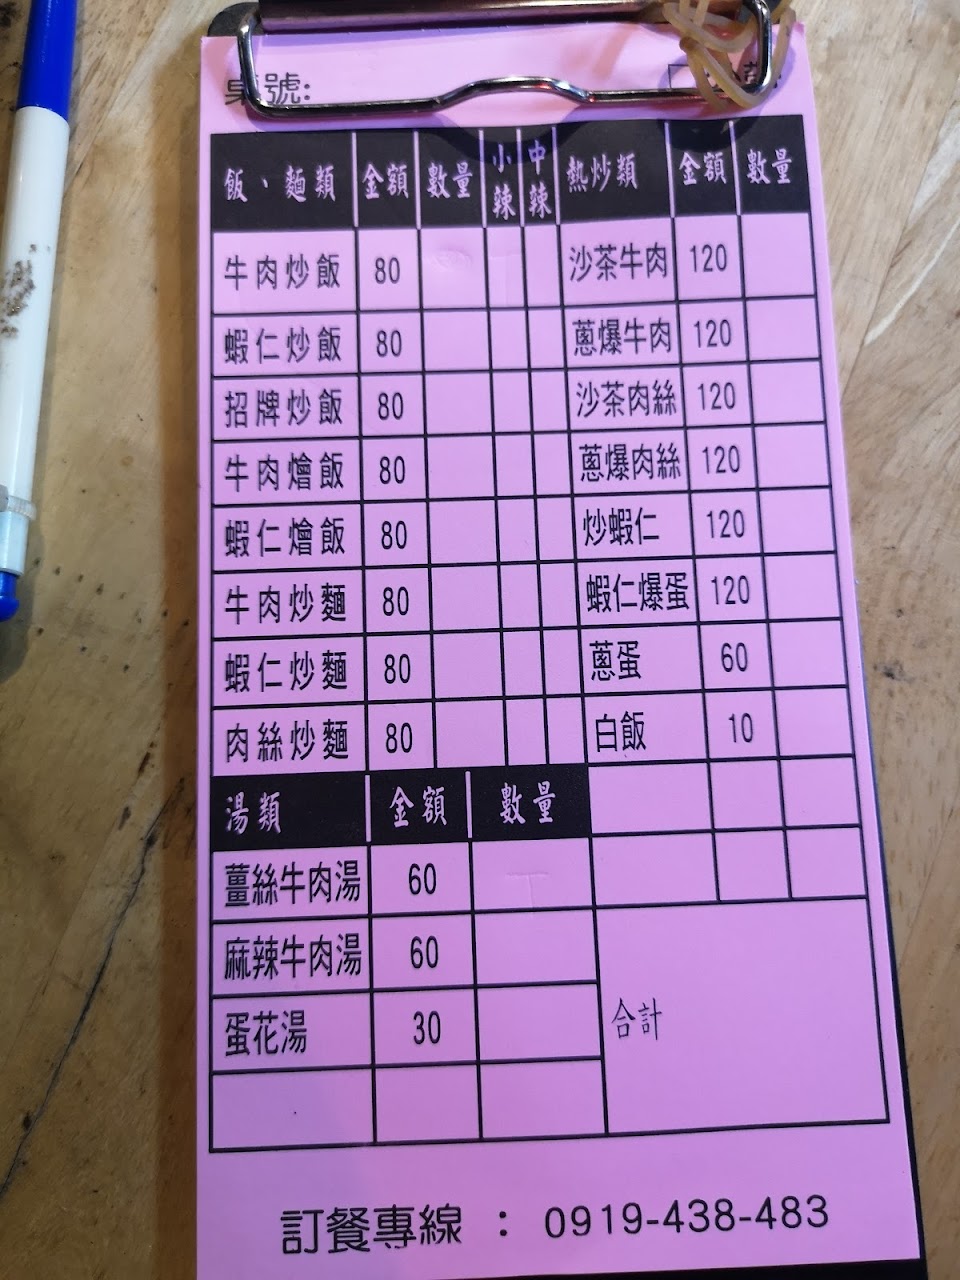 桌號:
飯、麵類 金額 數量 小辣 中辣 熱炒類 金額 數量
牛肉炒飯 80 沙茶牛肉 120
蝦仁炒飯 80 蔥爆牛肉 120
招牌炒飯 80 沙茶肉絲 120
牛肉燴飯 80 蔥爆肉絲 120
蝦仁燴飯 80 炒蝦仁 120
牛肉炒麵 80 蝦仁爆蛋 120
蝦仁炒麵 80 蔥蛋 60
肉絲炒麵 80 白飯 10
湯類 金額 數量
薑絲牛肉湯 60
麻辣牛肉湯 60
蛋花湯 30
合計
訂餐專線 : 0919-438-483